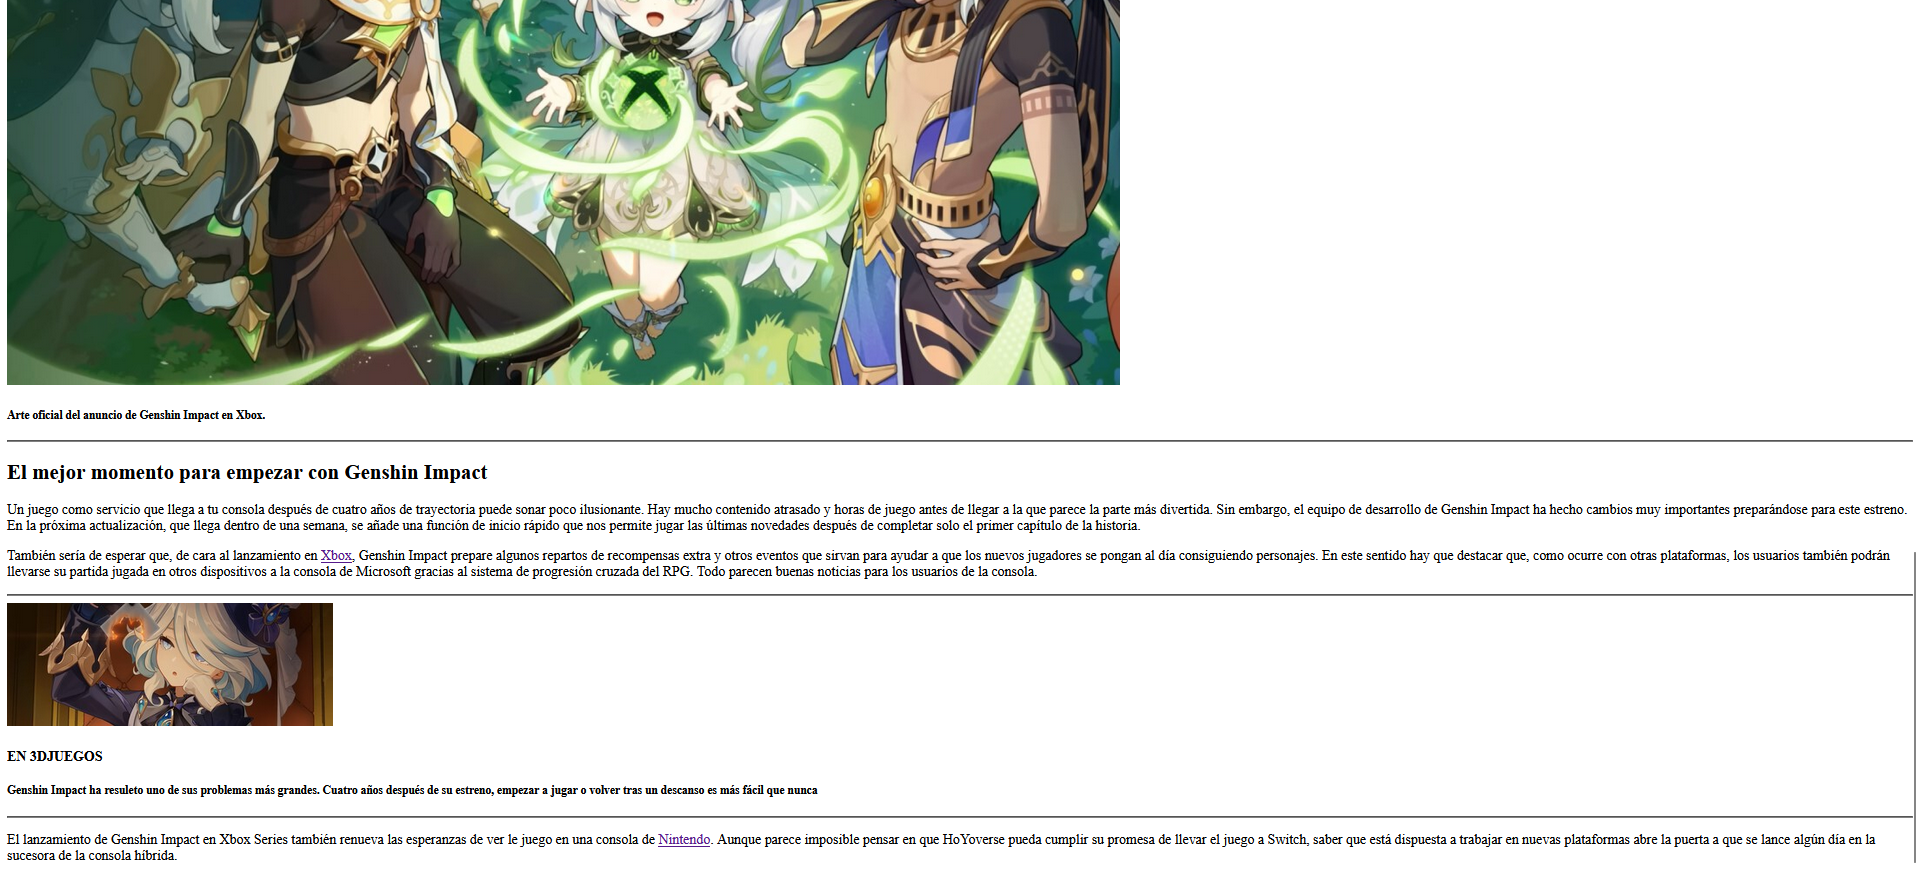 Arte oficial del anuncio de Genshin Impact en Xbox.
El mejor momento para empezar con Genshin Impact
Un juego como servicio que llega a tu consola después de cuatro años de trayectoria puede sonar poco ilusionante. Hay mucho contenido atrasado y horas de juego antes de llegar a la que parece la parte más divertida. Sin embargo, el equipo de desarrollo de Genshin Impact ha hecho cambios muy importantes preparándose para este estreno.
En la próxima actualización, que llega dentro de una semana, se añade una función de inicio rápido que nos permite jugar las últimas novedades después de completar solo el primer capítulo de la historia.
También sería de esperar que, de cara al lanzamiento en Xbox, Genshin Impact prepare algunos repartos de recompensas extra y otros eventos que sirvan para ayudar a que los nuevos jugadores se pongan al día consiguiendo personajes. En este sentido hay que destacar que, como ocurre con otras plataformas, los usuarios también podrán
llevarse su partida jugada en otros dispositivos a la consola de Microsoft gracias al sistema de progresión cruzada del RPG. Todo parecen buenas noticias para los usuarios de la consola.
EN 3DJUEGOS
Genshin Impact ha resuleto uno de sus problemas más grandes. Cuatro años después de su estreno, empezar a jugar o volver tras un descanso es más fácil que nunca
El lanzamiento de Genshin Impact en Xbox Series también renueva las esperanzas de ver le juego en una consola de Nintendo. Aunque parece imposible pensar en que HoYoverse pueda cumplir su promesa de llevar el juego a Switch, saber que está dispuesta a trabajar en nuevas plataformas abre la puerta a que se lance algún día en la
sucesora de la consola híbrida.